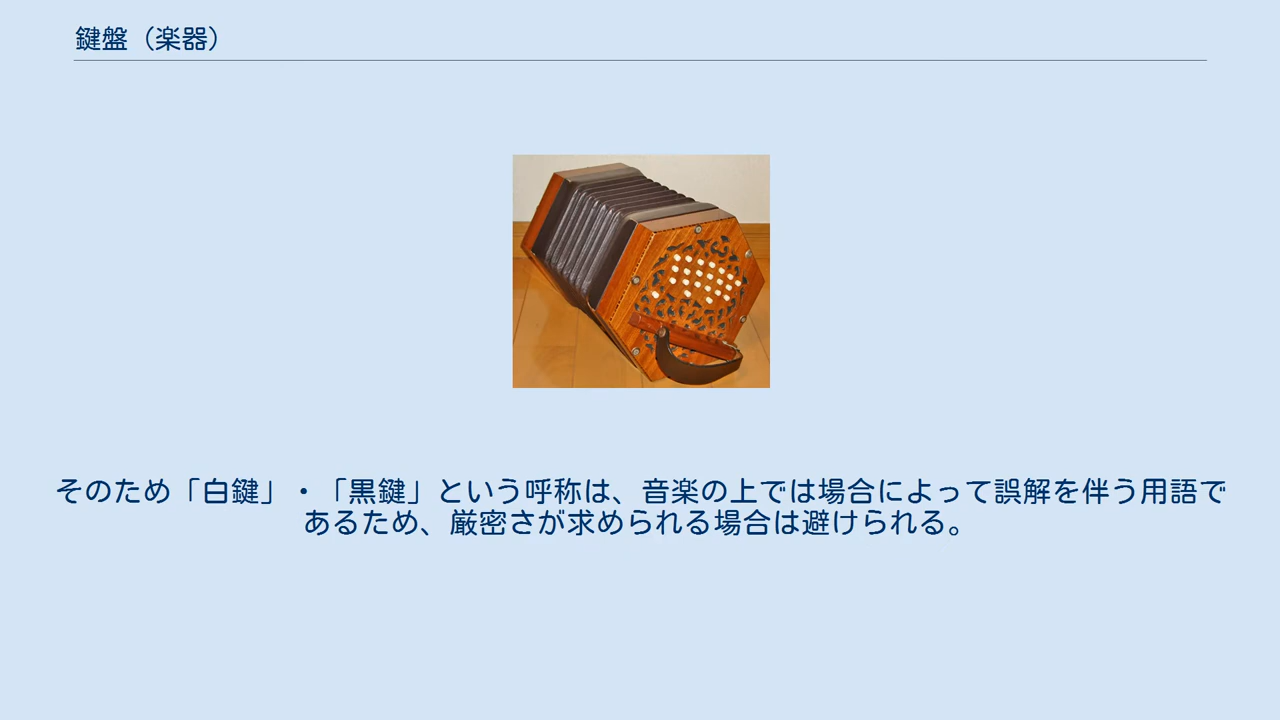 鍵盤（楽器）
そのため「白鍵」・「黒鍵」という呼称は、音楽の上では場合によって誤解を伴う用語で
あるため、厳密さが求められる場合は避けられる。